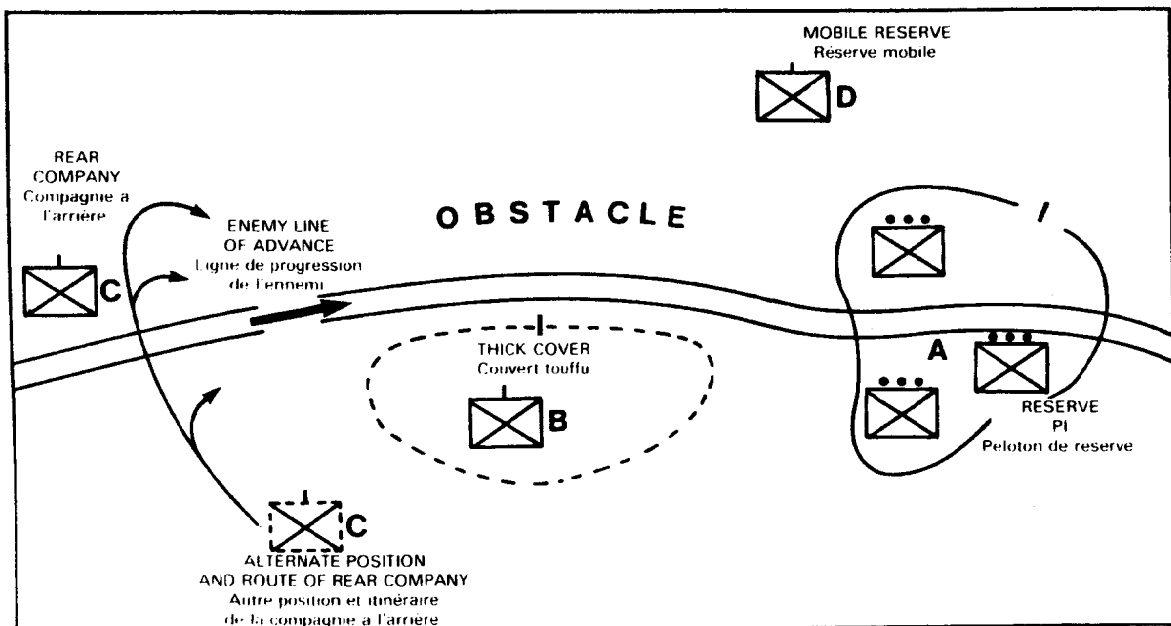 MOBILE RESERVE
Réserve mobile
D
REAR
COMPANY
Compagnie a
l'arrière
C
ENEMY LINE
OF ADVANCE
Ligne de progression
de l'ennemi
OBSTACLE
THICK COVER
Couvert touffu
B
A
RESERVE
PI
Peloton de reserve
C
ALTERNATE POSITION
AND ROUTE OF REAR COMPANY
Autre position et itinéraire
de la compagnie a l'arrière